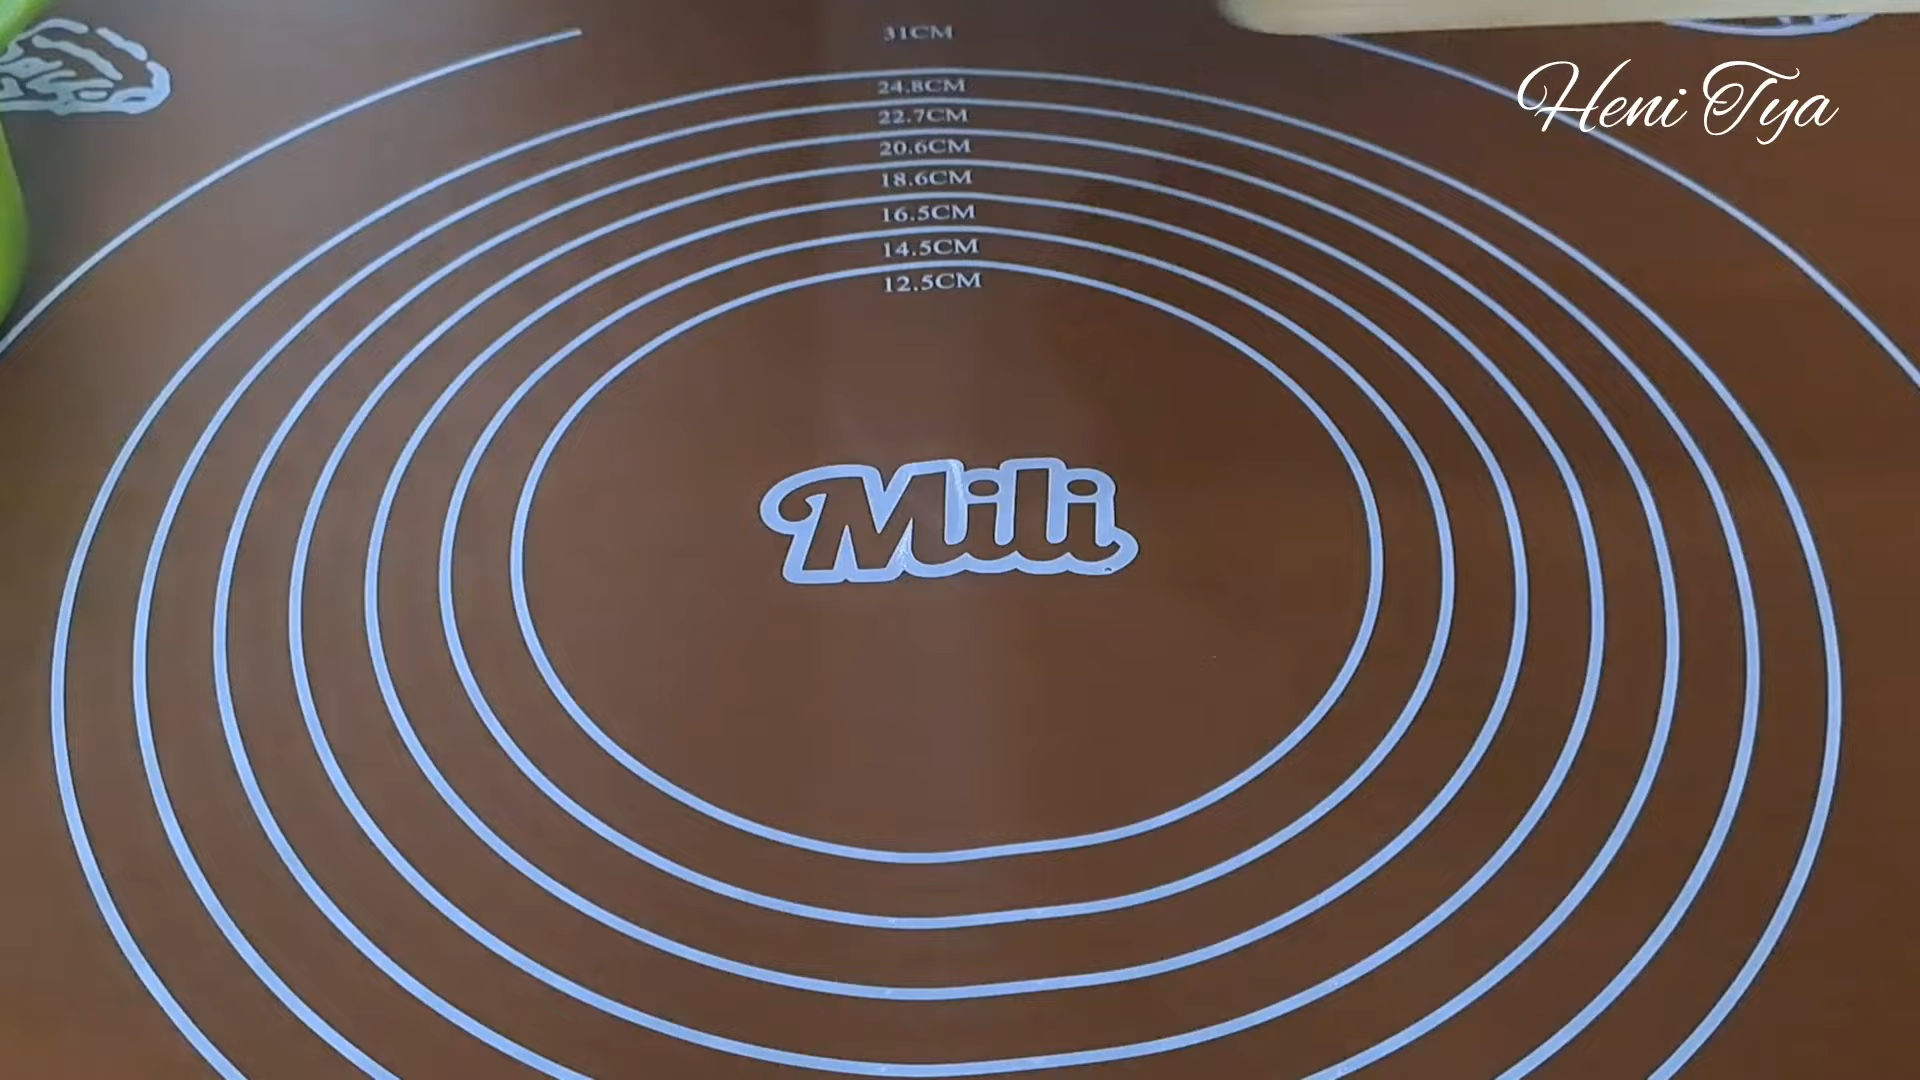 31CM
Heni Tya
24.8CM
22.7CM
20.6CM
18.6CM
16.5CM
14.5CM
12.5CM
Mili